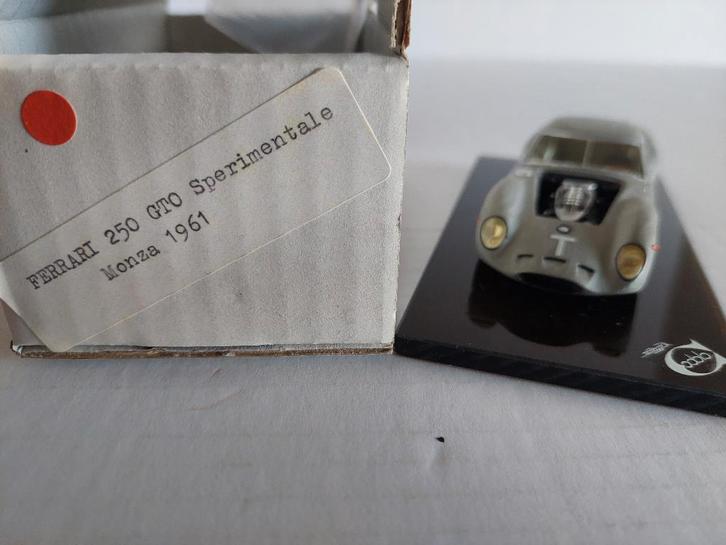 FERRARI 250 GTO Sperimentale
Monza 1961
T